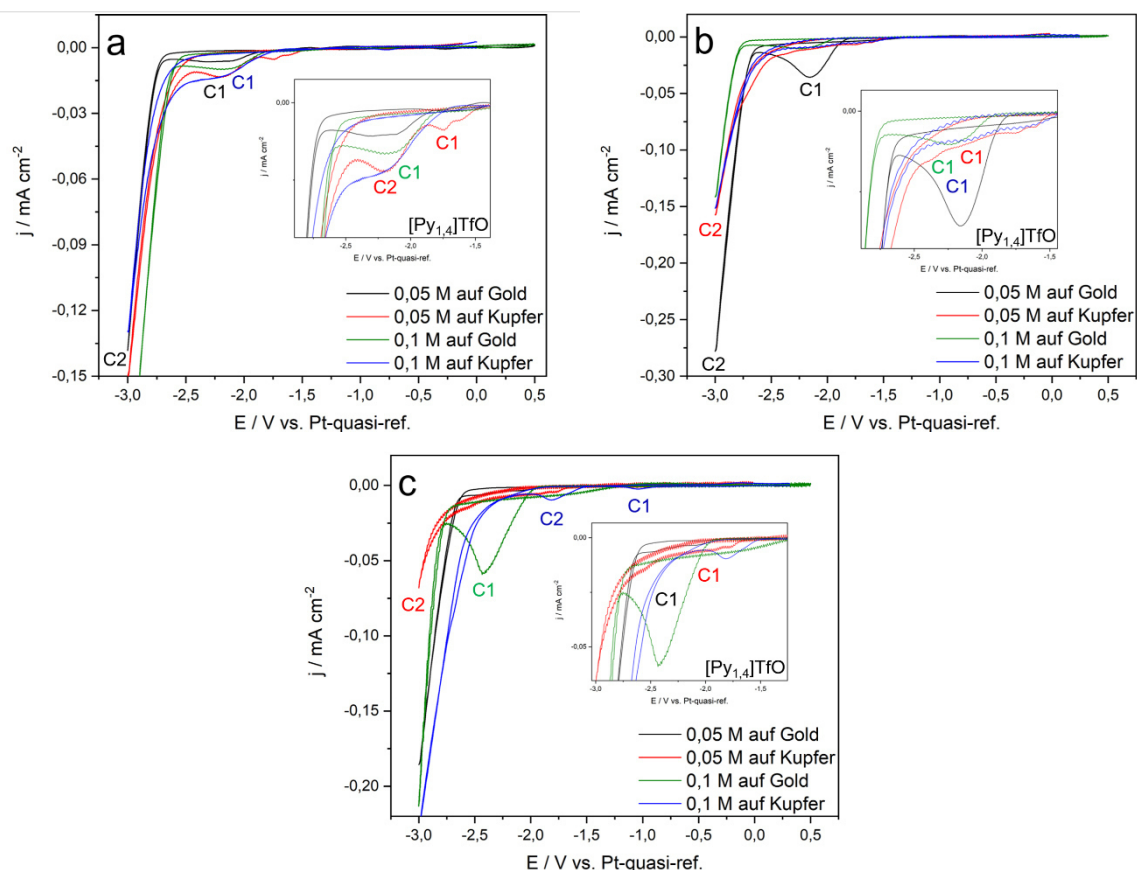 a
0,00
-0,03
-0,06
-0,09
-0,12
-0,15
j / mA cm-2
C1
C1
C2
0,00
j / mA cm-2
C1
C1
C2
[Py1,4]TfO
-2,5
-2,0
-1,5
E / V vs. Pt-quasi-ref.
0,05 M auf Gold
0,05 M auf Kupfer
0,1 M auf Gold
0,1 M auf Kupfer
-3,0
-2,5
-2,0
-1,5
-1,0
-0,5
0,0
0,5
E / V vs. Pt-quasi-ref.
b
0,00
-0,05
-0,10
-0,15
-0,20
-0,25
-0,30
j / mA cm-2
C1
C2
C2
0,00
j / mA cm-2
C1
C1
C1
[Py1,4]TfO
-2,5
-2,0
-1,5
E / V vs. Pt-quasi-ref.
0,05 M auf Gold
0,05 M auf Kupfer
0,1 M auf Gold
0,1 M auf Kupfer
-3,0
-2,5
-2,0
-1,5
-1,0
-0,5
0,0
0,5
E / V vs. Pt-quasi-ref.
c
0,00
-0,05
-0,10
-0,15
-0,20
j / mA cm-2
C2
C1
C1
C2
0,00
-0,05
j / mA cm-2
C1
C1
[Py1,4]TfO
-3,0
-2,5
-2,0
-1,5
E / V vs. Pt-quasi-ref.
0,05 M auf Gold
0,05 M auf Kupfer
0,1 M auf Gold
0,1 M auf Kupfer
-3,0
-2,5
-2,0
-1,5
-1,0
-0,5
0,0
0,5
E / V vs. Pt-quasi-ref.